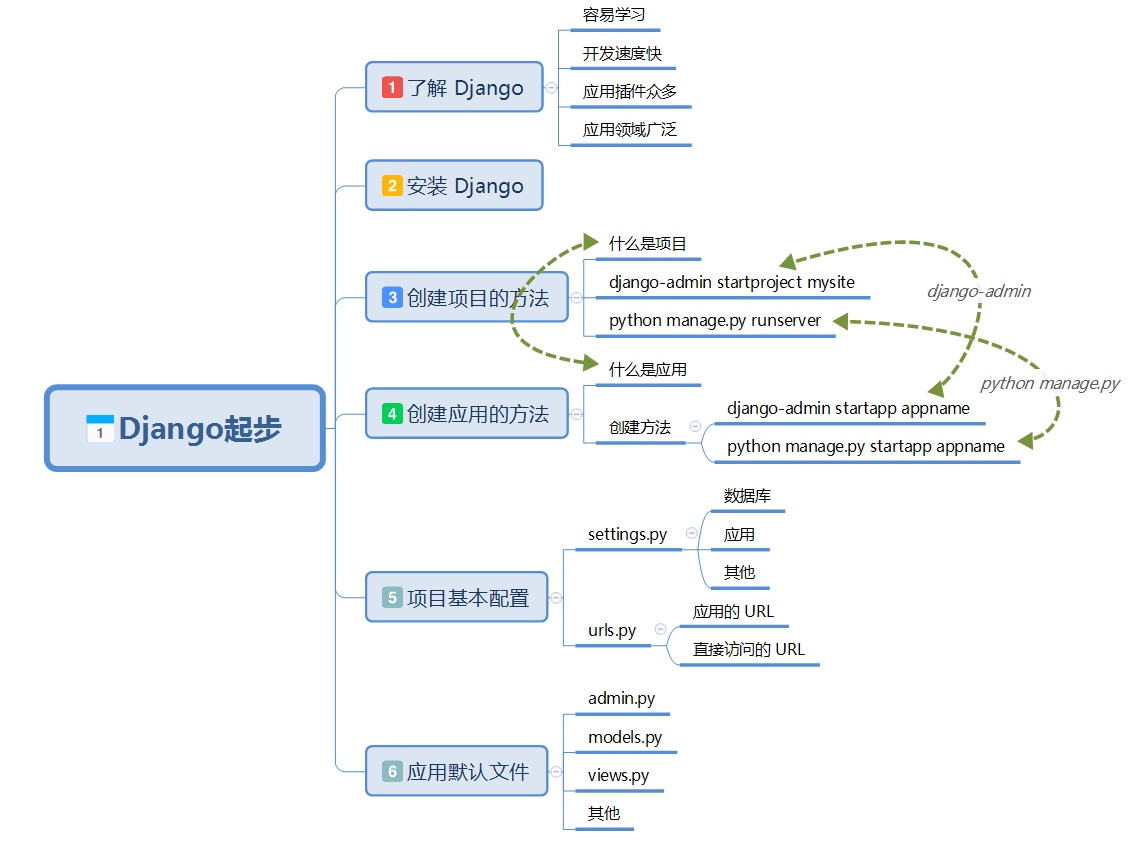 1 Django起步
1 了解 Django
容易学习
开发速度快
应用插件众多
应用领域广泛
2 安装 Django
3 创建项目的方法
什么是项目
django-admin startproject mysite
python manage.py runserver
django-admin
python manage.py
4 创建应用的方法
什么是应用
创建方法
django-admin startapp appname
python manage.py startapp appname
5 项目基本配置
settings.py
数据库
应用
其他
urls.py
应用的 URL
直接访问的 URL
6 应用默认文件
admin.py
models.py
views.py
其他